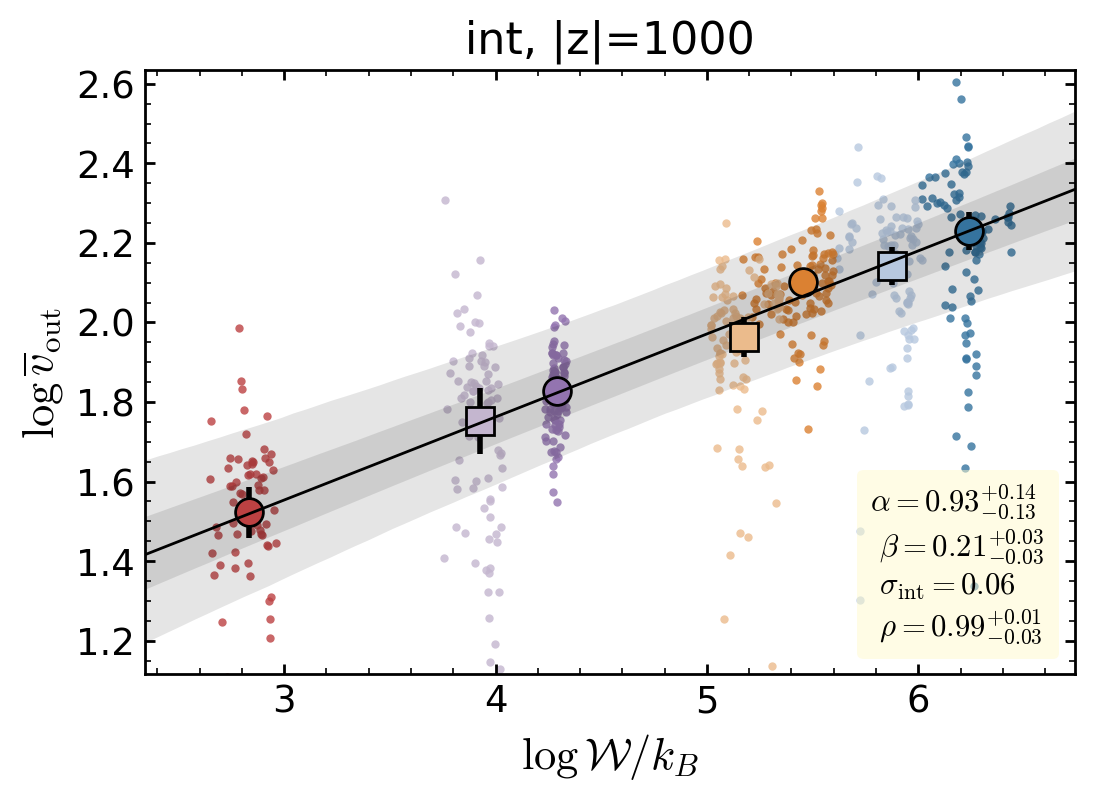 int, |z|=1000
log v̅_out
2.6
2.4
2.2
2.0
1.8
1.6
1.4
1.2
α = 0.93^{+0.14}_{−0.13}
β = 0.21^{+0.03}_{−0.03}
σ_int = 0.06
ρ = 0.99^{+0.01}_{−0.03}
3 4 5 6
log 𝒲/k_B